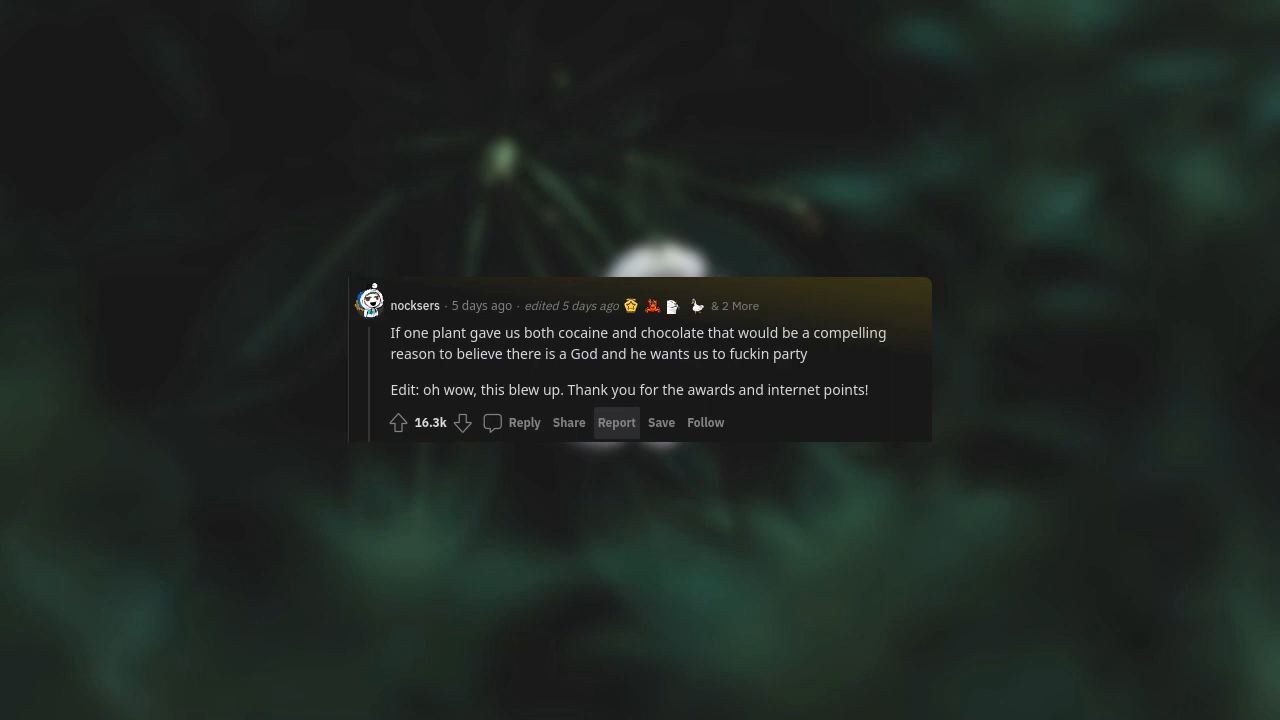 nocksers · 5 days ago · edited 5 days ago & 2 More
If one plant gave us both cocaine and chocolate that would be a compelling
reason to believe there is a God and he wants us to fuckin party
Edit: oh wow, this blew up. Thank you for the awards and internet points!
16.3k Reply Share Report Save Follow